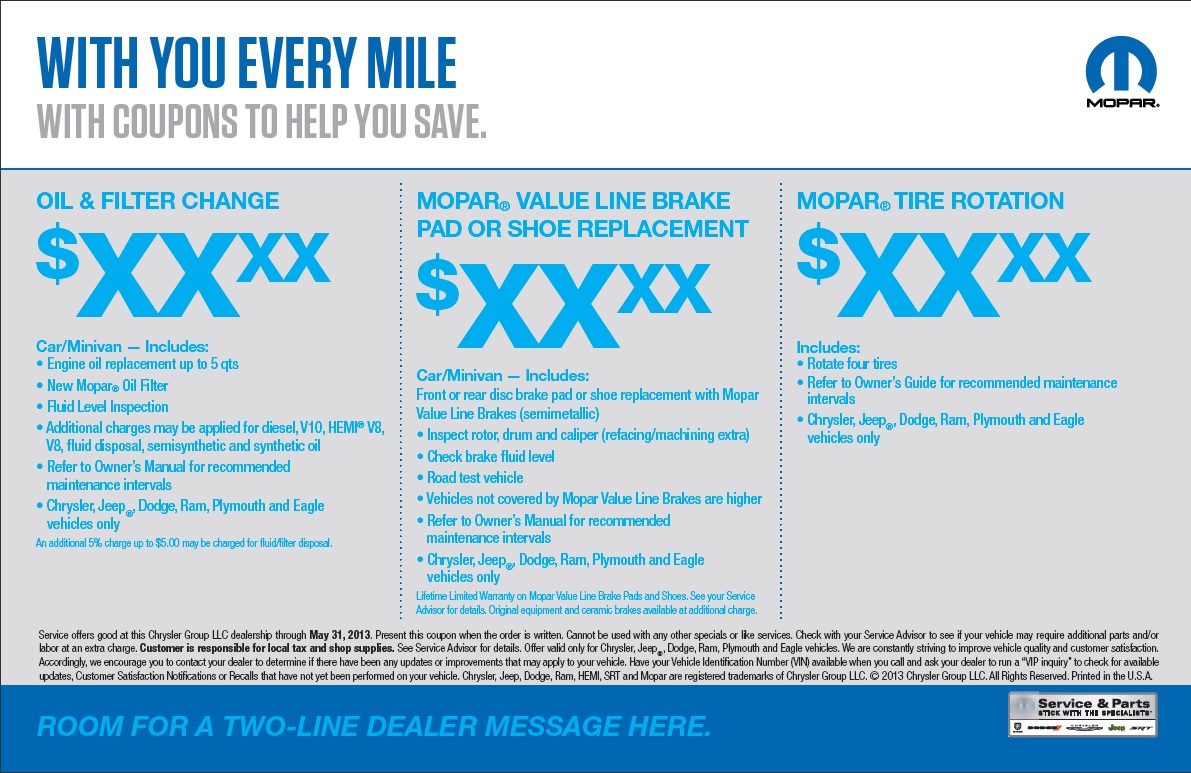 WITH YOU EVERY MILE
WITH COUPONS TO HELP YOU SAVE.
MOPAR®
OIL & FILTER CHANGE
$XXXX
Car/Minivan — Includes:
• Engine oil replacement up to 5 qts
• New Mopar® Oil Filter
• Fluid Level Inspection
• Additional charges may be applied for diesel, V10, HEMI® V8,
V8, fluid disposal, semisynthetic and synthetic oil
• Refer to Owner's Manual for recommended
maintenance intervals
• Chrysler, Jeep®, Dodge, Ram, Plymouth and Eagle
vehicles only
An additional 5% charge up to $5.00 may be charged for fluid/filter disposal.
MOPAR® VALUE LINE BRAKE
PAD OR SHOE REPLACEMENT
$XXXX
Car/Minivan — Includes:
Front or rear disc brake pad or shoe replacement with Mopar
Value Line Brakes (semimetallic)
• Inspect rotor, drum and caliper (refacing/machining extra)
• Check brake fluid level
• Road test vehicle
• Vehicles not covered by Mopar Value Line Brakes are higher
• Refer to Owner's Manual for recommended
maintenance intervals
• Chrysler, Jeep®, Dodge, Ram, Plymouth and Eagle
vehicles only
Lifetime Limited Warranty on Mopar Value Line Brake Pads and Shoes. See your Service
Advisor for details. Original equipment and ceramic brakes available at additional charge.
MOPAR® TIRE ROTATION
$XXXX
Includes:
• Rotate four tires
• Refer to Owner's Guide for recommended maintenance
intervals
• Chrysler, Jeep®, Dodge, Ram, Plymouth and Eagle
vehicles only
Service offers good at this Chrysler Group LLC dealership through May 31, 2013. Present this coupon when the order is written. Cannot be used with any other specials or like services. Check with your Service Advisor to see if your vehicle may require additional parts and/or
labor at an extra charge. Customer is responsible for local tax and shop supplies. See Service Advisor for details. Offer valid only for Chrysler, Jeep®, Dodge, Ram, Plymouth and Eagle vehicles. We are constantly striving to improve vehicle quality and customer satisfaction.
Accordingly, we encourage you to contact your dealer to determine if there have been any updates or improvements that may apply to your vehicle. Have your Vehicle Identification Number (VIN) available when you call and ask your dealer to run a “VIP inquiry” to check for available
updates, Customer Satisfaction Notifications or Recalls that have not yet been performed on your vehicle. Chrysler, Jeep, Dodge, Ram, HEMI, SRT and Mopar are registered trademarks of Chrysler Group LLC. © 2013 Chrysler Group LLC. All Rights Reserved. Printed in the U.S.A.
ROOM FOR A TWO-LINE DEALER MESSAGE HERE.
Service & Parts
STICK WITH THE SPECIALISTS®
DODGE CHRYSLER Jeep SRT